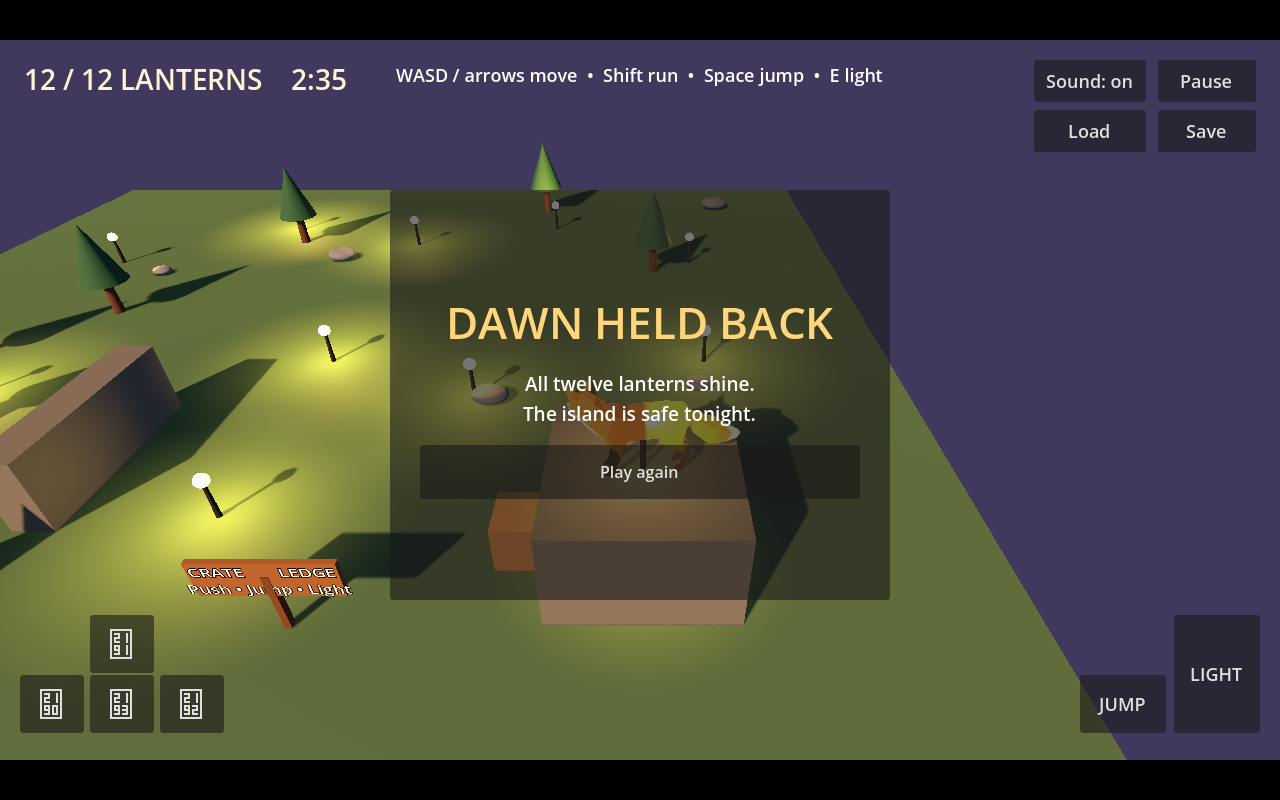 12 / 12 LANTERNS 2:35
WASD / arrows move • Shift run • Space jump • E light
Sound: on
Pause
Load
Save
DAWN HELD BACK
All twelve lanterns shine.
The island is safe tonight.
Play again
CRATE LEDGE
Push • Jump • Light
LIGHT
JUMP